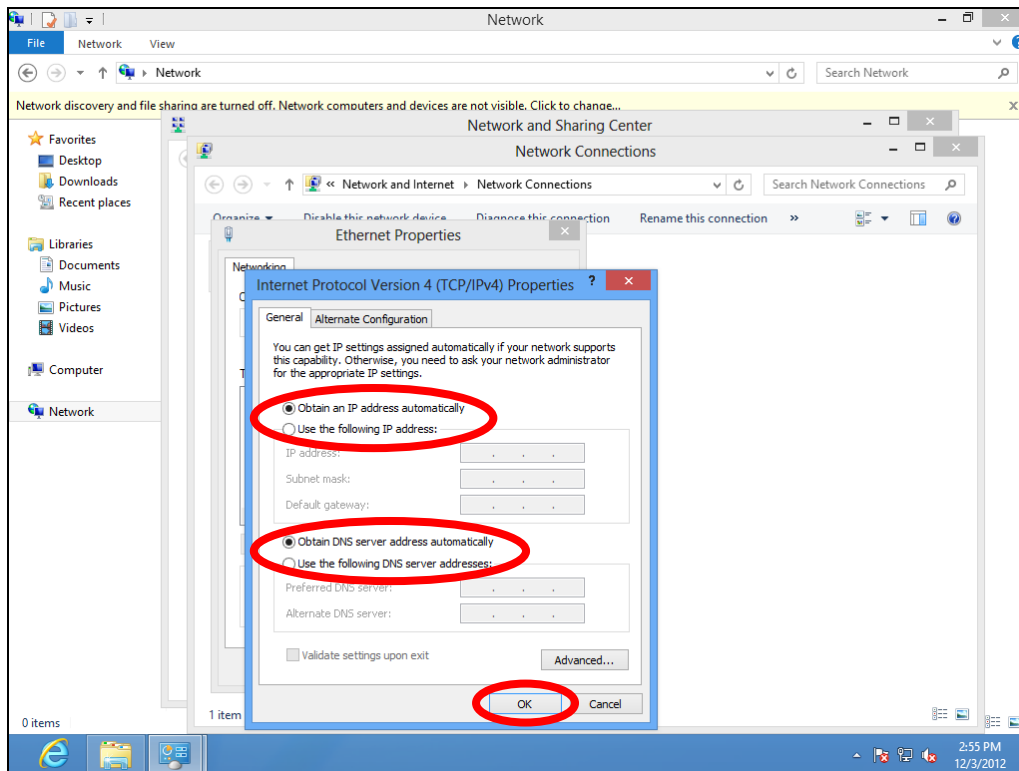 Network
File Network View
Network
Search Network
Network discovery and file sharing are turned off. Network computers and devices are not visible. Click to change...
x
Favorites
Desktop
Downloads
Recent places
Libraries
Documents
Music
Pictures
Videos
Computer
Network
Network and Sharing Center
Network Connections
« Network and Internet Network Connections
Search Network Connections
Organize Disable this network device Diagnose this connection Rename this connection »
Ethernet Properties
Networking
Internet Protocol Version 4 (TCP/IPv4) Properties ?
General Alternate Configuration
You can get IP settings assigned automatically if your network supports
this capability. Otherwise, you need to ask your network administrator
for the appropriate IP settings.
Obtain an IP address automatically
Use the following IP address:
IP address:
Subnet mask:
Default gateway:
Obtain DNS server address automatically
Use the following DNS server addresses:
Preferred DNS server:
Alternate DNS server:
Validate settings upon exit
Advanced...
OK Cancel
1 item
0 items
2:55 PM
12/3/2012